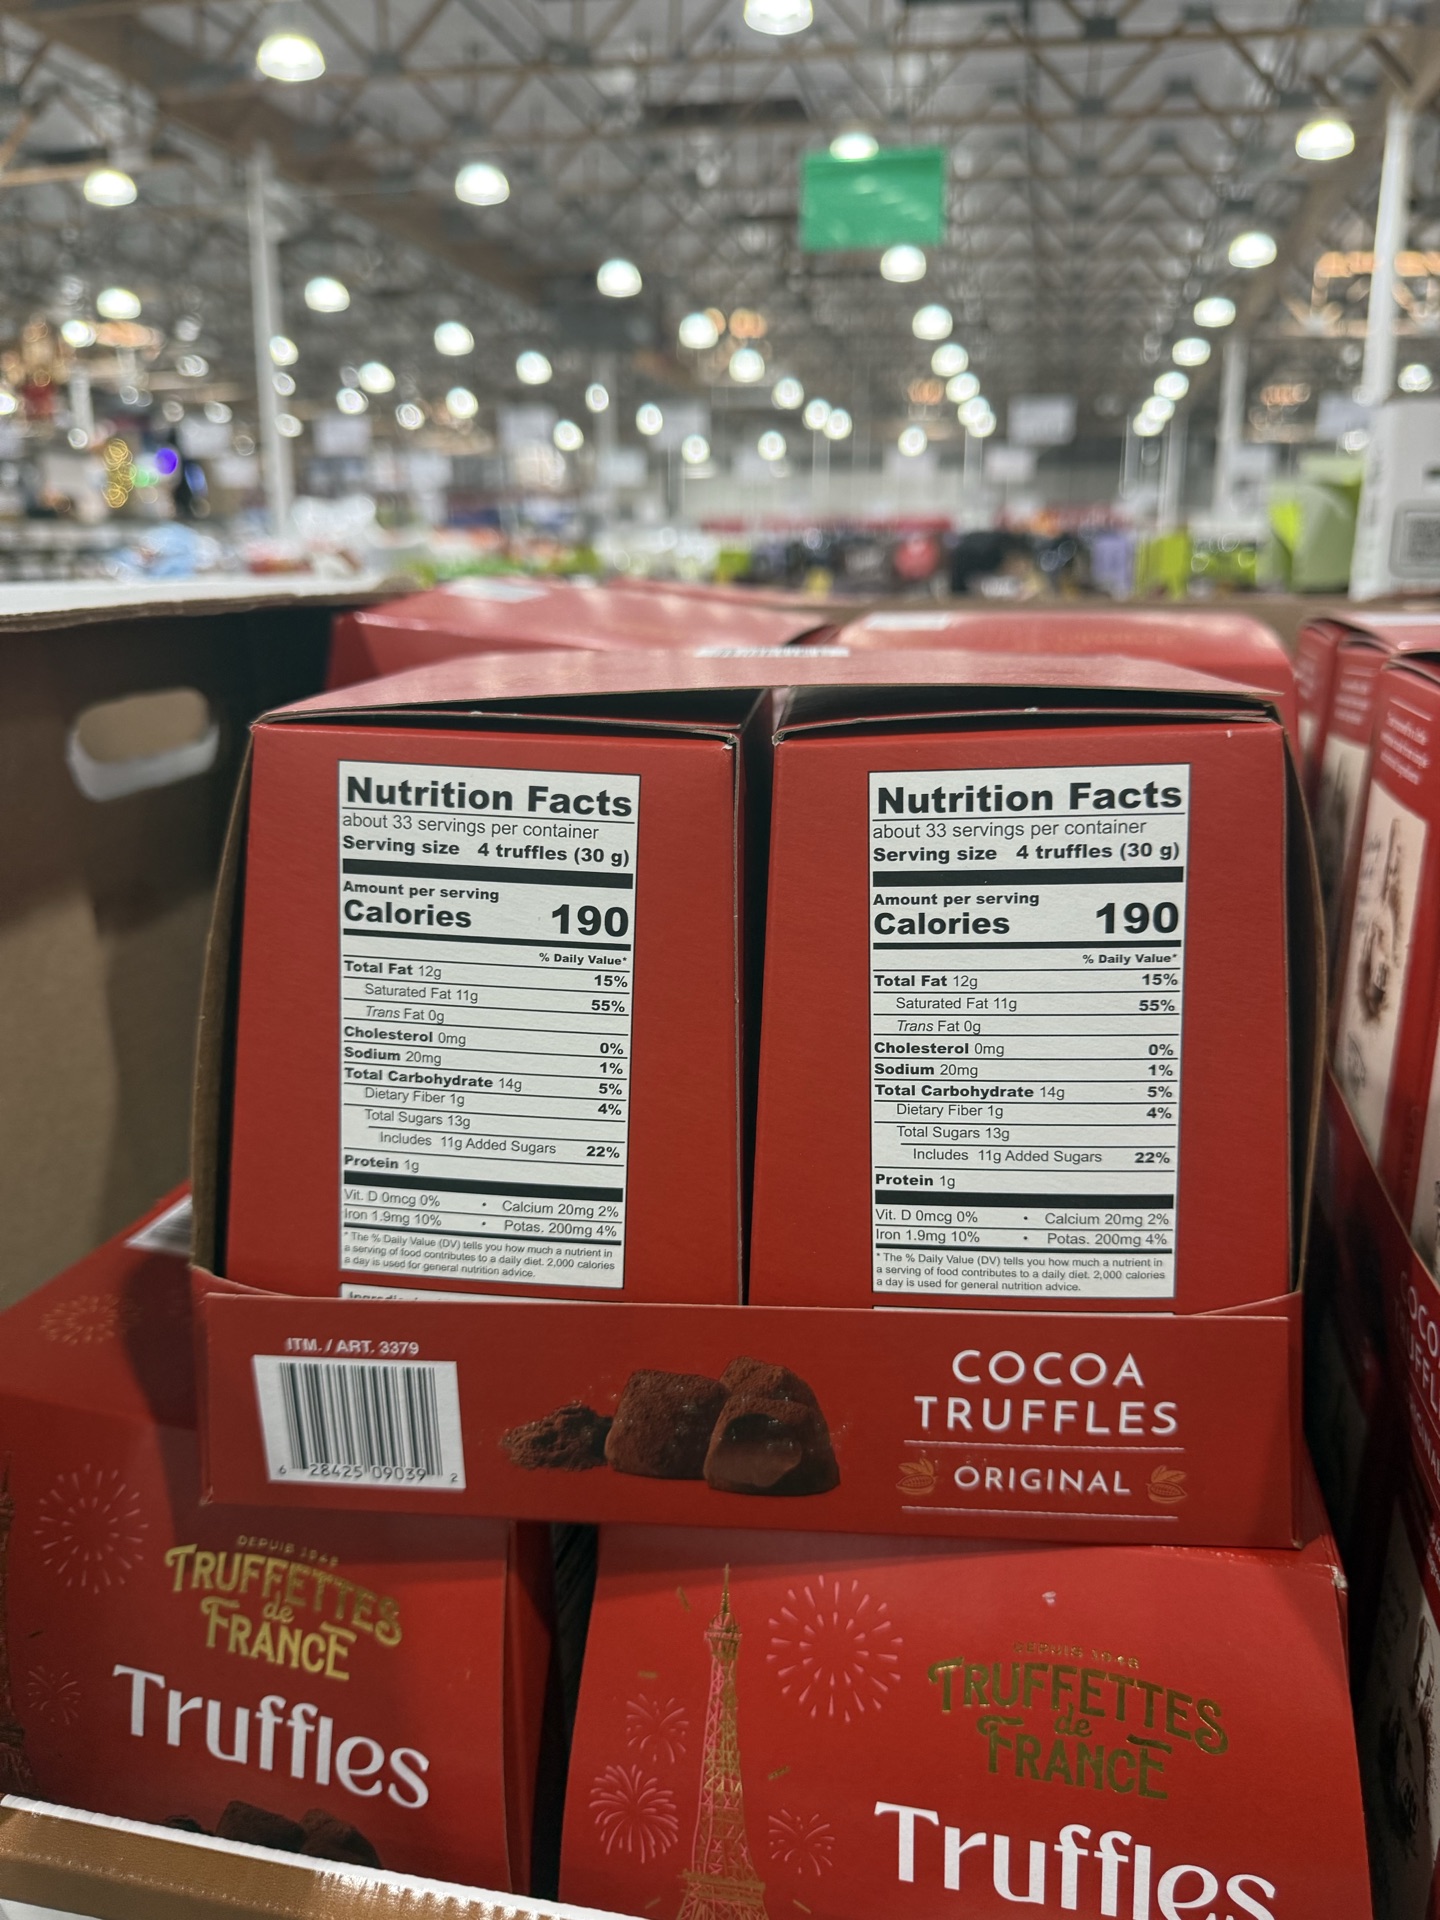 Nutrition Facts
about 33 servings per container
Serving size 4 truffles (30 g)
Amount per serving
Calories 190
% Daily Value*
Total Fat 12g 15%
Saturated Fat 11g 55%
Trans Fat 0g
Cholesterol 0mg 0%
Sodium 20mg 1%
Total Carbohydrate 14g 5%
Dietary Fiber 1g 4%
Total Sugars 13g
Includes 11g Added Sugars 22%
Protein 1g
Vit. D 0mcg 0% • Calcium 20mg 2%
Iron 1.9mg 10% • Potas. 200mg 4%
* The % Daily Value (DV) tells you how much a nutrient in
a serving of food contributes to a daily diet. 2,000 calories
a day is used for general nutrition advice.
Nutrition Facts
about 33 servings per container
Serving size 4 truffles (30 g)
Amount per serving
Calories 190
% Daily Value*
Total Fat 12g 15%
Saturated Fat 11g 55%
Trans Fat 0g
Cholesterol 0mg 0%
Sodium 20mg 1%
Total Carbohydrate 14g 5%
Dietary Fiber 1g 4%
Total Sugars 13g
Includes 11g Added Sugars 22%
Protein 1g
Vit. D 0mcg 0% • Calcium 20mg 2%
Iron 1.9mg 10% • Potas. 200mg 4%
* The % Daily Value (DV) tells you how much a nutrient in
a serving of food contributes to a daily diet. 2,000 calories
a day is used for general nutrition advice.
ITM. / ART. 3379
6 28425 09039 2
COCOA
TRUFFLES
ORIGINAL
DEPUIS 1948
TRUFFETTES
de
FRANCE
Truffles
DEPUIS 1948
TRUFFETTES
de
FRANCE
Truffles